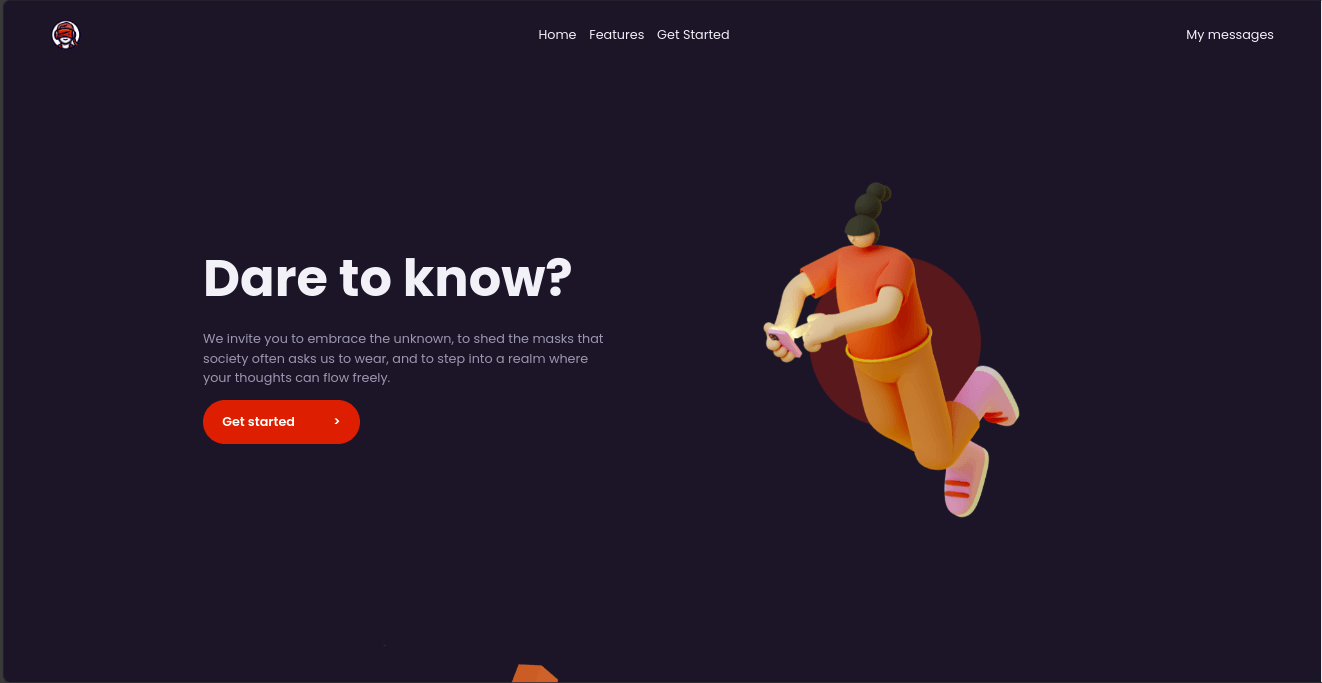 Home Features Get Started
My messages
Dare to know?
We invite you to embrace the unknown, to shed the masks that
society often asks us to wear, and to step into a realm where
your thoughts can flow freely.
Get started >